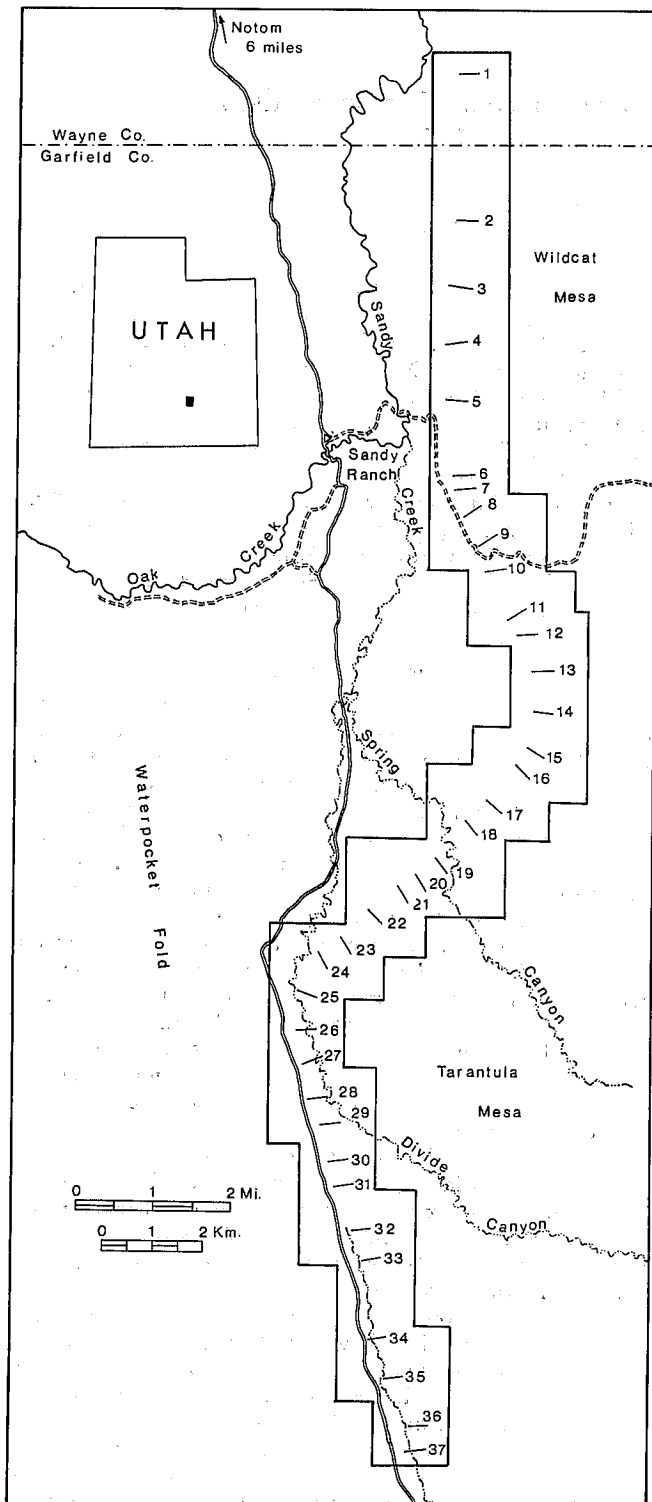 Notom
6 miles
1
Wayne Co.
Garfield Co.
2
Wildcat
Mesa
3
Sandy
UTAH
4
5
Sandy
Ranch
6
7
Creek
8
9
Oak Creek
10
11
12
13
14
Spring
15
16
Waterpocket
Fold
17
18
19
20
21
22
23
24
Canyon
25
26
27
Tarantula
Mesa
28
29
Divide
30
0 1 2 Mi.
31
Canyon
0 1 2 Km.
32
33
34
35
36
37